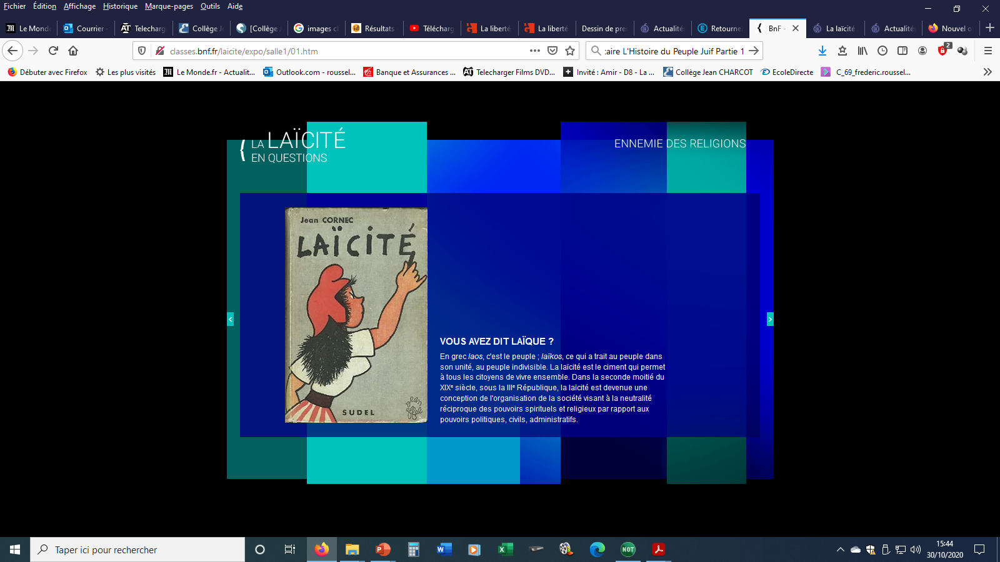 Fichier Édition Affichage Historique Marque-pages Outils Aide
Le Mond Courrier - Telecharg Collège J [Collège J images cl Résultats Télécharg La liberté La liberté Dessin de pre Actualité Retourne BnF - La laïcité Actualité Nouvel o
classes.bnf.fr/laicite/expo/salle1/01.htm
:aire L'Histoire du Peuple Juif Partie 1
2
Débuter avec Firefox Les plus visités Le Monde.fr - Actualit... Outlook.com - roussel... Banque et Assurances ... Telecharger Films DVD... Invité : Amir - D8 - La ... Collège Jean CHARCOT EcoleDirecte C_69_frederic.roussel...
LA LAÏCITÉ
EN QUESTIONS
ENNEMIE DES RELIGIONS
Jean CORNEC
LAÏCITÉ
SUDEL
VOUS AVEZ DIT LAÏQUE ?
En grec laos, c'est le peuple ; laïkos, ce qui a trait au peuple dans
son unité, au peuple indivisible. La laïcité est le ciment qui permet
à tous les citoyens de vivre ensemble. Dans la seconde moitié du
XIXe siècle, sous la IIIe République, la laïcité est devenue une
conception de l'organisation de la société visant à la neutralité
réciproque des pouvoirs spirituels et religieux par rapport aux
pouvoirs politiques, civils, administratifs.
Taper ici pour rechercher
NOT
15:44
30/10/2020